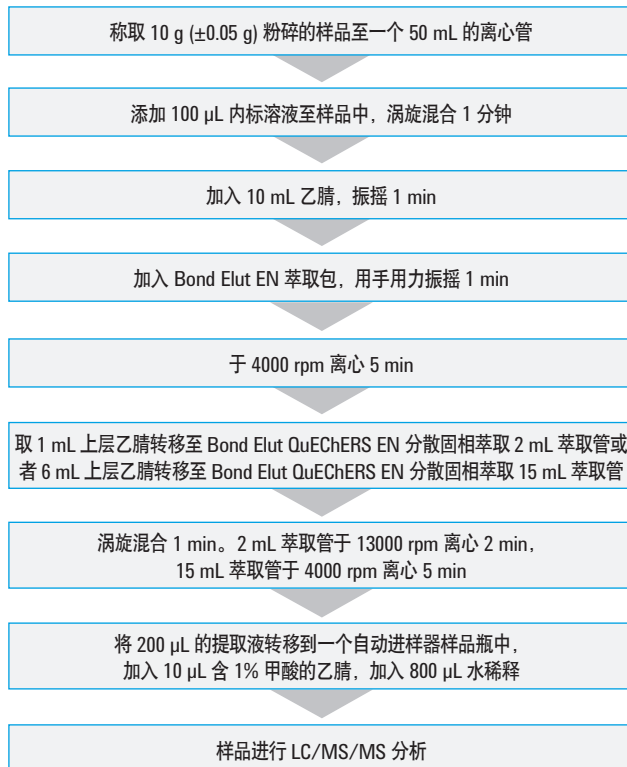 称取 10 g (±0.05 g) 粉碎的样品至一个 50 mL 的离心管
添加 100 µL 内标溶液至样品中，涡旋混合 1 分钟
加入 10 mL 乙腈，振摇 1 min
加入 Bond Elut EN 萃取包，用手用力振摇 1 min
于 4000 rpm 离心 5 min
取 1 mL 上层乙腈转移至 Bond Elut QuEChERS EN 分散固相萃取 2 mL 萃取管或
者 6 mL 上层乙腈转移至 Bond Elut QuEChERS EN 分散固相萃取 15 mL 萃取管
涡旋混合 1 min。2 mL 萃取管于 13000 rpm 离心 2 min，
15 mL 萃取管于 4000 rpm 离心 5 min
将 200 µL 的提取液转移到一个自动进样器样品瓶中，
加入 10 µL 含 1% 甲酸的乙腈，加入 800 µL 水稀释
样品进行 LC/MS/MS 分析